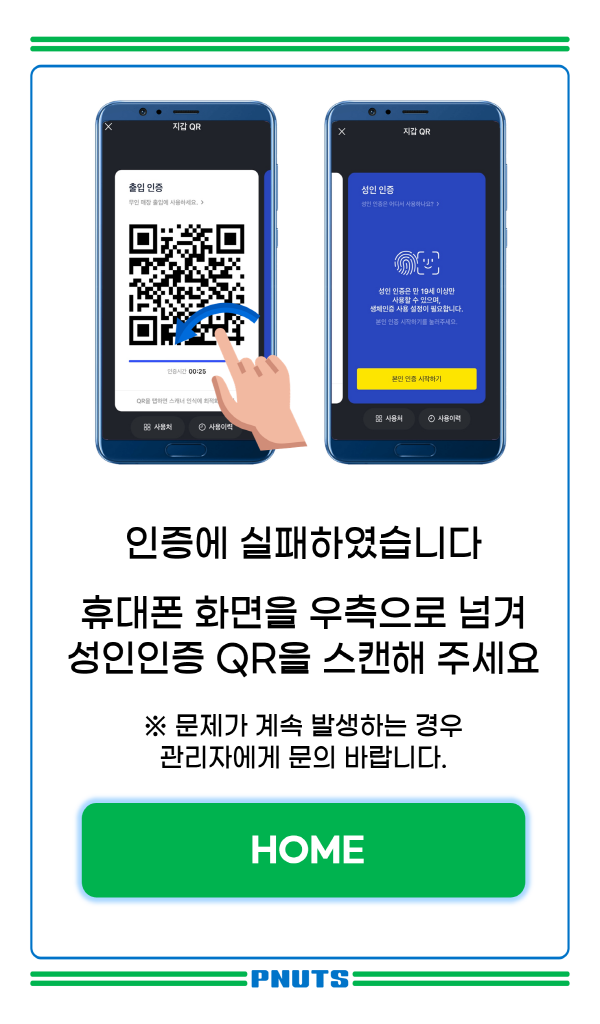 지갑 QR
출입 인증
무인 매장 출입에 사용하세요. >
인증시간 00:25
QR을 탭하면 스캐너 인식에 최적화
사용처
사용이력
지갑 QR
성인 인증
성인 인증은 어디서 사용하나요? >
성인 인증은 만 19세 이상만
사용할 수 있으며,
생체인증 사용 설정이 필요합니다.
본인 인증 시작하기를 눌러주세요.
본인 인증 시작하기
사용처
사용이력
인증에 실패하였습니다
휴대폰 화면을 우측으로 넘겨
성인인증 QR을 스캔해 주세요
※ 문제가 계속 발생하는 경우
관리자에게 문의 바랍니다.
HOME
PNUTS